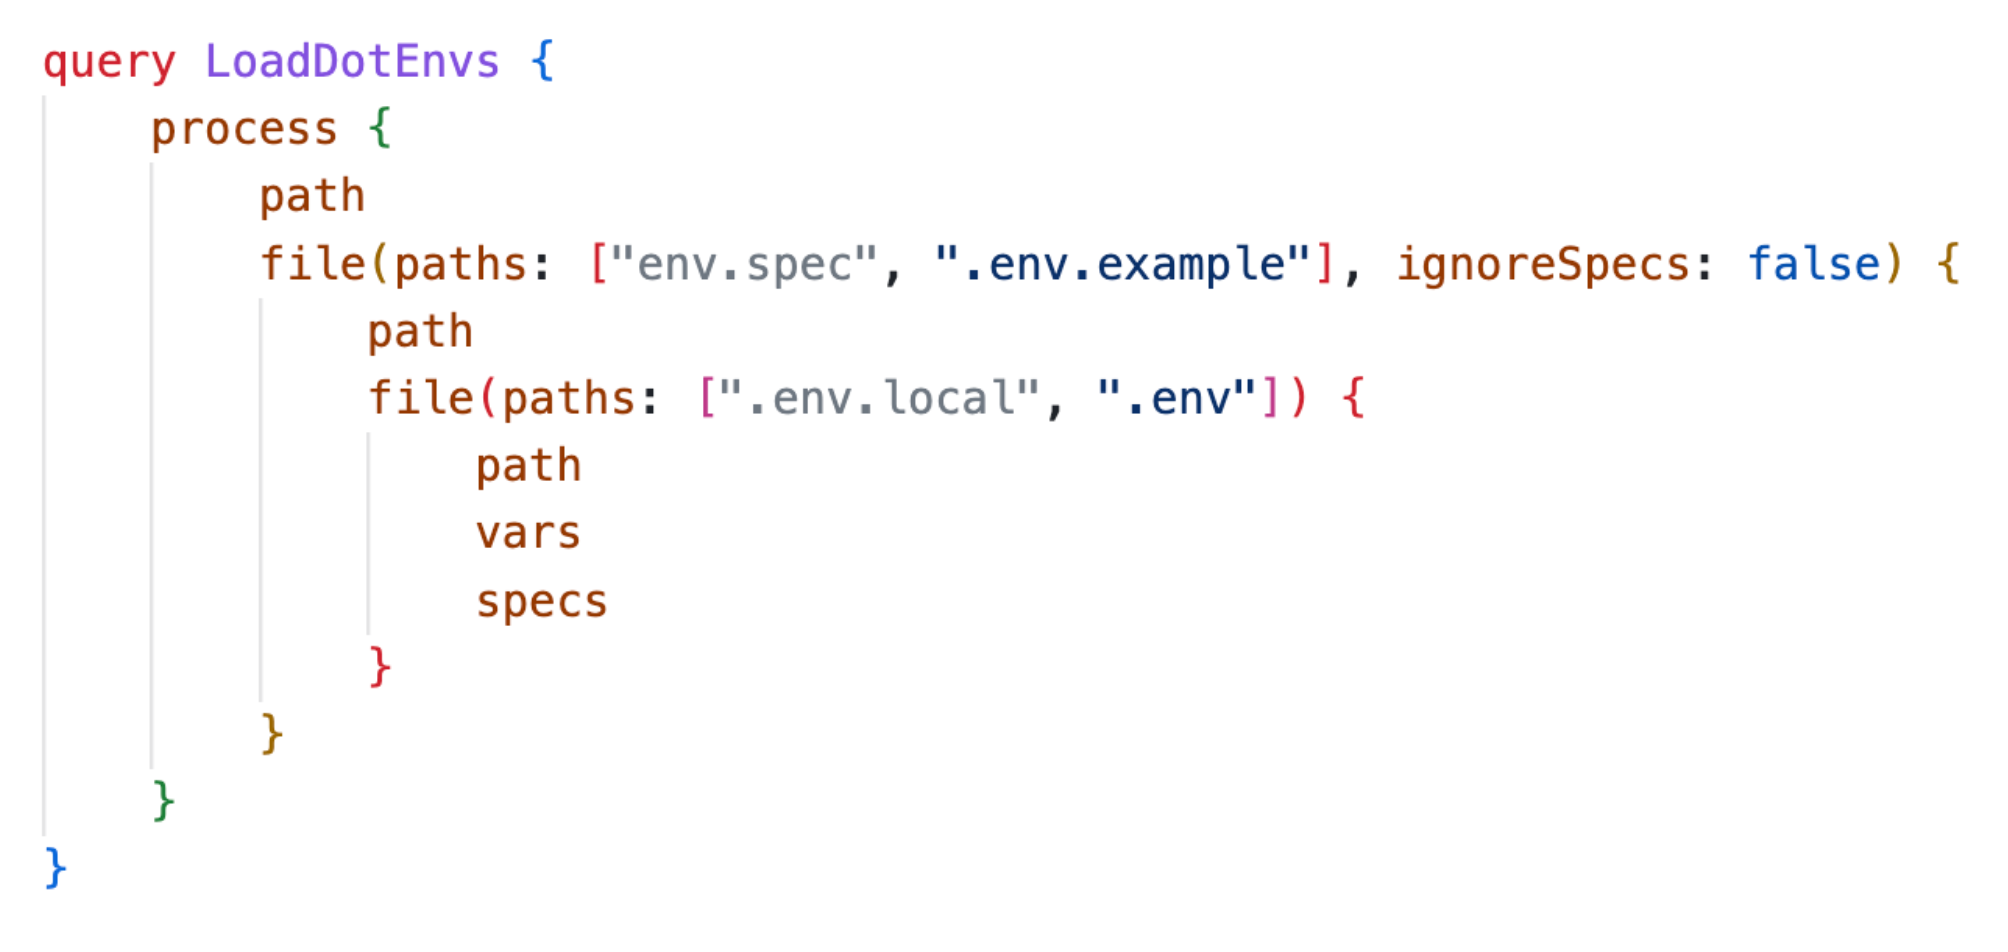 query LoadDotEnvs {
    process {
        path
        file(paths: ["env.spec", ".env.example"], ignoreSpecs: false) {
            path
            file(paths: [".env.local", ".env"]) {
                path
                vars
                specs
            }
        }
    }
}